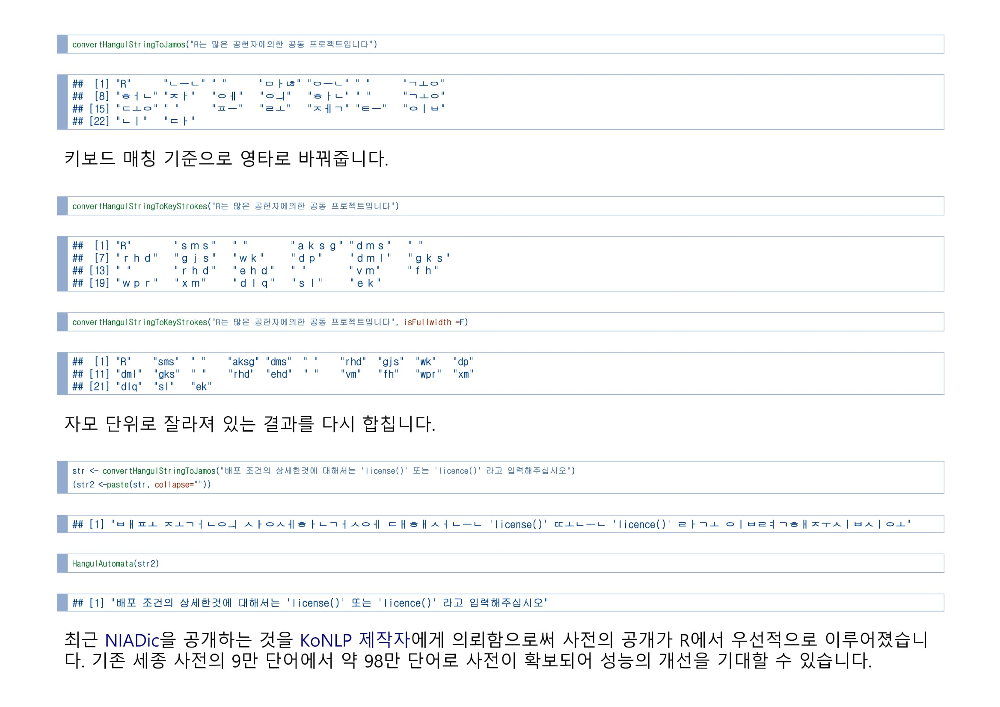 convertHangulStringToJamos("R는 많은 공헌자에의한 공동 프로젝트입니다")
##  [1] "R"      "ㄴㅡㄴ" " "      "ㅁㅏㄶ" "ㅇㅡㄴ" " "      "ㄱㅗㅇ"
##  [8] "ㅎㅓㄴ" "ㅈㅏ"   "ㅇㅔ"   "ㅇㅢ"   "ㅎㅏㄴ" " "      "ㄱㅗㅇ"
## [15] "ㄷㅗㅇ" " "      "ㅍㅡ"   "ㄹㅗ"   "ㅈㅔㄱ" "ㅌㅡ"   "ㅇㅣㅂ"
## [22] "ㄴㅣ"   "ㄷㅏ"
키보드 매칭 기준으로 영타로 바꿔줍니다.
convertHangulStringToKeyStrokes("R는 많은 공헌자에의한 공동 프로젝트입니다")
##  [1] "R"        "ｓｍｓ"   " "        "ａｋｓｇ" "ｄｍｓ"   " "
##  [7] "ｒｈｄ"   "ｇｊｓ"   "ｗｋ"     "ｄｐ"     "ｄｍｌ"   "ｇｋｓ"
## [13] " "        "ｒｈｄ"   "ｅｈｄ"   " "        "ｖｍ"     "ｆｈ"
## [19] "ｗｐｒ"   "ｘｍ"     "ｄｌｑ"   "ｓｌ"     "ｅｋ"
convertHangulStringToKeyStrokes("R는 많은 공헌자에의한 공동 프로젝트입니다", isFullwidth =F)
##  [1] "R"    "sms"  " "    "aksg" "dms"  " "    "rhd"  "gjs"  "wk"   "dp"
## [11] "dml"  "gks"  " "    "rhd"  "ehd"  " "    "vm"   "fh"   "wpr"  "xm"
## [21] "dlq"  "sl"   "ek"
자모 단위로 잘라져 있는 결과를 다시 합칩니다.
str <- convertHangulStringToJamos("배포 조건의 상세한것에 대해서는 'license()' 또는 'licence()' 라고 입력해주십시오")
(str2 <-paste(str, collapse=""))
## [1] "ㅂㅐㅍㅗ ㅈㅗㄱㅓㄴㅇㅢ ㅅㅏㅇㅅㅔㅎㅏㄴㄱㅓㅅㅇㅔ ㄷㅐㅎㅐㅅㅓㄴㅡㄴ 'license()' ㄸㅗㄴㅡㄴ 'licence()' ㄹㅏㄱㅗ ㅇㅣㅂㄹㅕㄱㅎㅐㅈㅜㅅㅣㅂㅅㅣㅇㅗ"
HangulAutomata(str2)
## [1] "배포 조건의 상세한것에 대해서는 'license()' 또는 'licence()' 라고 입력해주십시오"
최근 NIADic을 공개하는 것을 KoNLP 제작자에게 의뢰함으로써 사전의 공개가 R에서 우선적으로 이루어졌습니
다. 기존 세종 사전의 9만 단어에서 약 98만 단어로 사전이 확보되어 성능의 개선을 기대할 수 있습니다.